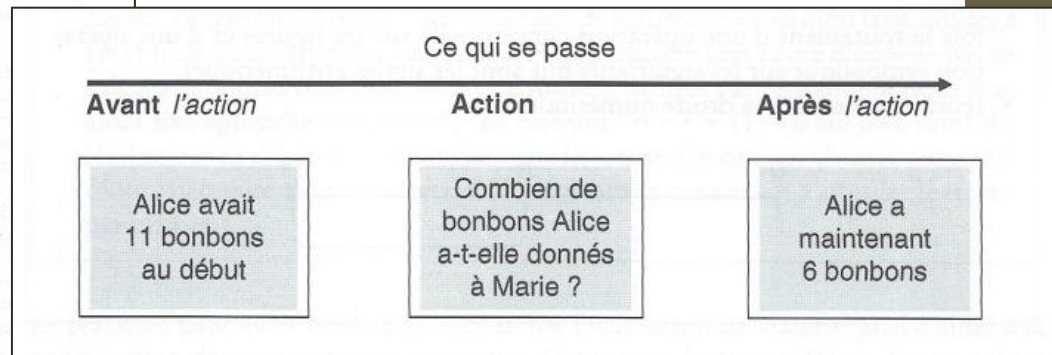 Ce qui se passe
Avant l'action Action Après l'action
Alice avait
11 bonbons
au début
Combien de
bonbons Alice
a-t-elle donnés
à Marie ?
Alice a
maintenant
6 bonbons